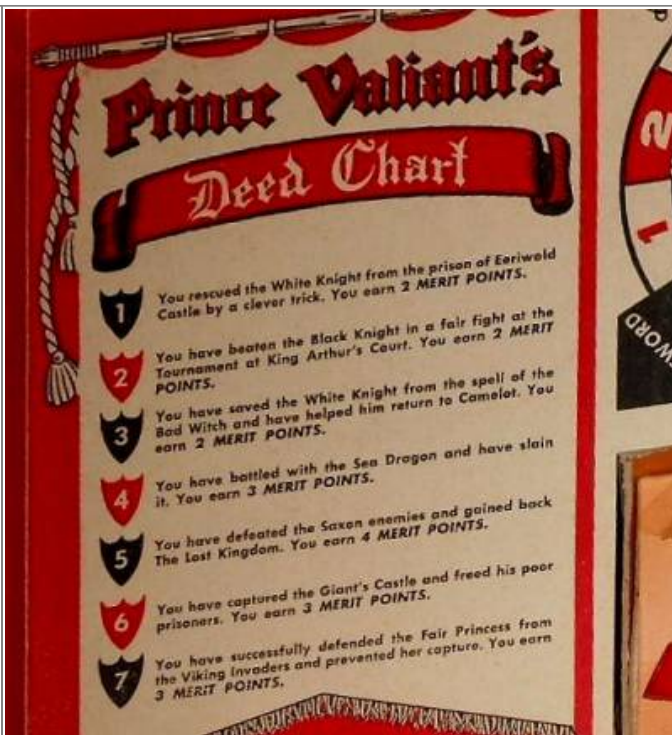 Prince Valiant's
Deed Chart
1
You rescued the White Knight from the prison of Eeriwold
Castle by a clever trick. You earn 2 MERIT POINTS.
2
You have beaten the Black Knight in a fair fight at the
Tournament at King Arthur's Court. You earn 2 MERIT
POINTS.
3
You have saved the White Knight from the spell of the
Bad Witch and have helped him return to Camelot. You
earn 2 MERIT POINTS.
4
You have battled with the Sea Dragon and have slain
it. You earn 3 MERIT POINTS.
5
You have defeated the Saxon enemies and gained back
The Lost Kingdom. You earn 4 MERIT POINTS.
6
You have captured the Giant's Castle and freed his poor
prisoners. You earn 3 MERIT POINTS.
7
You have successfully defended the Fair Princess from
the Viking Invaders and prevented her capture. You earn
3 MERIT POINTS.
2
1